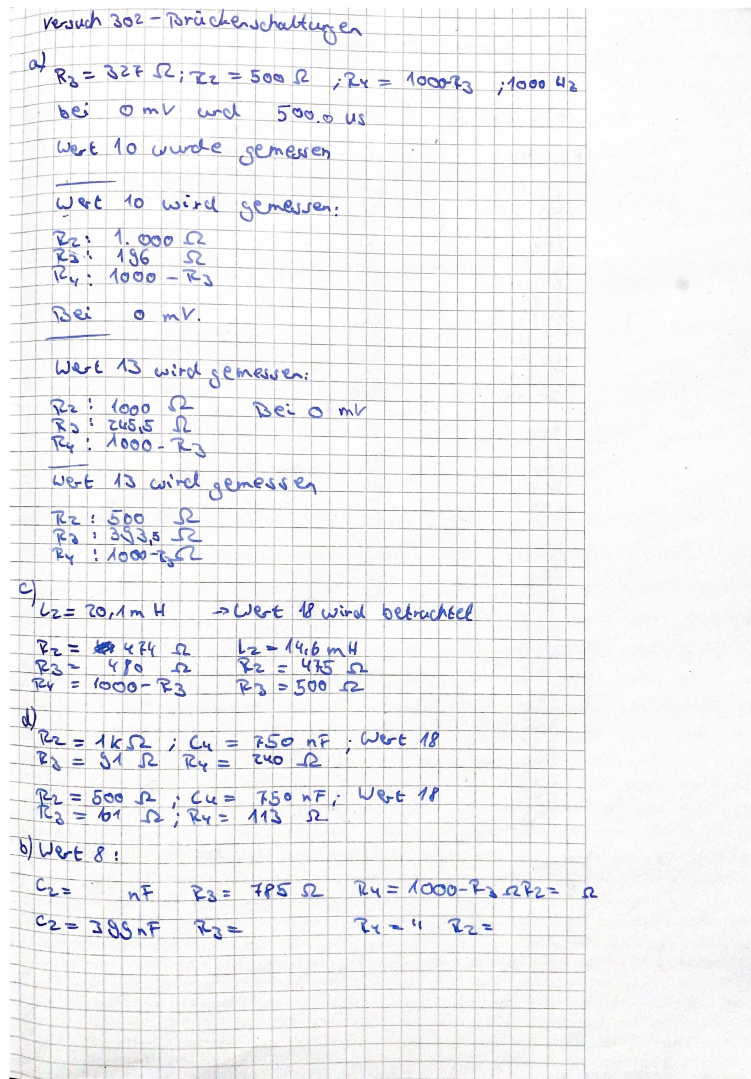 Versuch 302 - Brückenschaltungen
a) R3 = 327 Ω ; R2 = 500 Ω ; R4 = 1000-R3 ; 1000 Hz
bei 0 mV und 500.0 us
Wert 10 wurde gemessen
Wert 10 wird gemessen:
R2: 1.000 Ω
R3: 196 Ω
R4: 1000 - R3
Bei 0 mV.
Wert 13 wird gemessen:
R2: 1000 Ω Bei 0 mV
R3: 245,5 Ω
R4: 1000 - R3
Wert 13 wird gemessen
R2: 500 Ω
R3: 393,5 Ω
R4: 1000-R3 Ω
c)
L2 = 20,1 m H -> Wert 18 wird betrachtet
R2 = 474 Ω L2 = 14,6 mH
R3 = 480 Ω R2 = 475 Ω
R4 = 1000 - R3 R3 = 500 Ω
d)
R2 = 1kΩ ; C4 = 750 nF ; Wert 18
R3 = 91 Ω R4 = 240 Ω
R2 = 500 Ω ; C4 = 750 nF ; Wert 18
R3 = 101 Ω ; R4 = 113 Ω
b) Wert 8:
C2 = nF R3 = 785 Ω R4 = 1000-R3 Ω R2 = Ω
C2 = 399 nF R3 = R4 = " R2 =